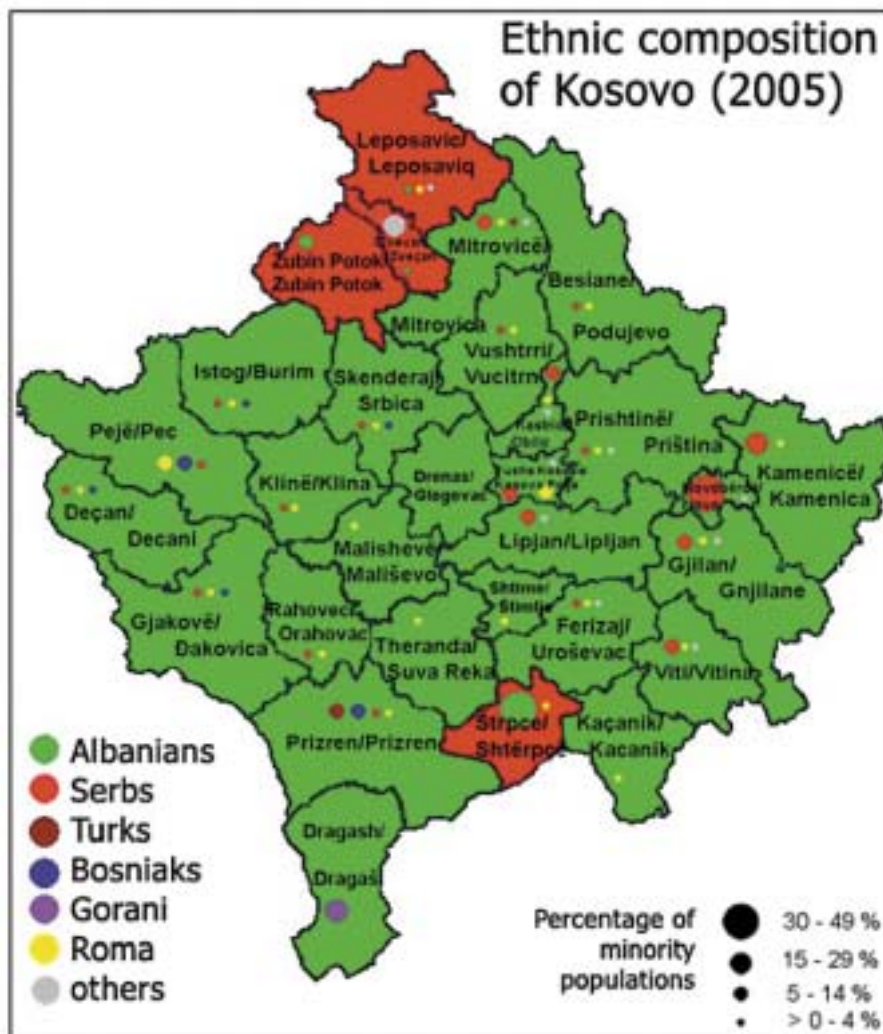 Ethnic composition
of Kosovo (2005)
Leposavic/
Leposaviq
Zvečan
Zubin Potok/
Zubin Potok
Mitrovicë/
Mitrovica
Besiane/
Podujevo
Vushtrri/
Vucitrn
Istog/Burim
Skenderaj/
Srbica
Pejë/Pec
Prishtinë/
Priština
Obilic
Kamenicë/
Kamenica
Klinë/Klina
Drenas/
Glogovac
Deçan/
Decani
Lipjan/Lipljan
Malishevë/
Mališevo
Gjilan/
Gnjilane
Shtime/
Štimlje
Gjakovë/
Đakovica
Rahovec/
Orahovac
Theranda/
Suva Reka
Ferizaj/
Uroševac
Viti/Vitina
Strpce/
Shtërpcë
Kaçanik/
Kacanik
Prizren/Prizren
Dragash/
Dragaš
Albanians
Serbs
Turks
Bosniaks
Gorani
Roma
others
Percentage of
minority
populations
30 - 49 %
15 - 29 %
5 - 14 %
> 0 - 4 %